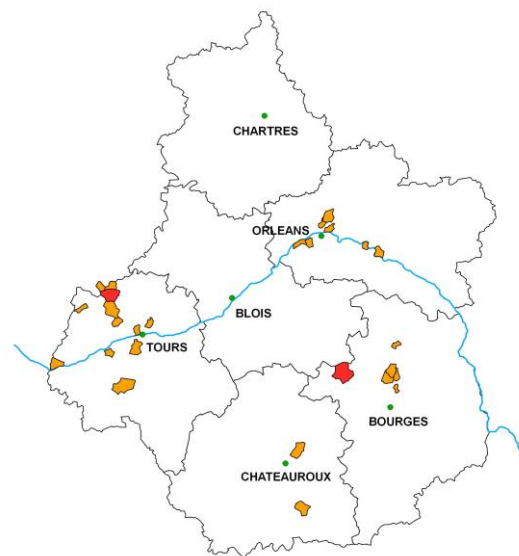 CHARTRES
ORLEANS
BLOIS
TOURS
BOURGES
CHATEAUROUX